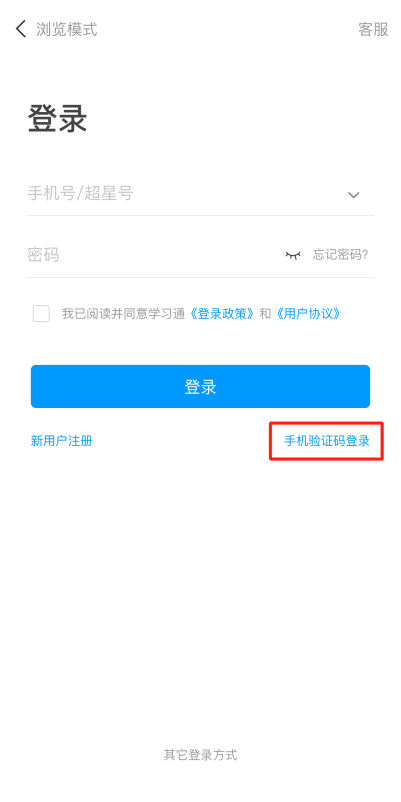 浏览模式 客服
登录
手机号/超星号
密码 忘记密码?
我已阅读并同意学习通《登录政策》和《用户协议》
登录
新用户注册 手机验证码登录
其它登录方式